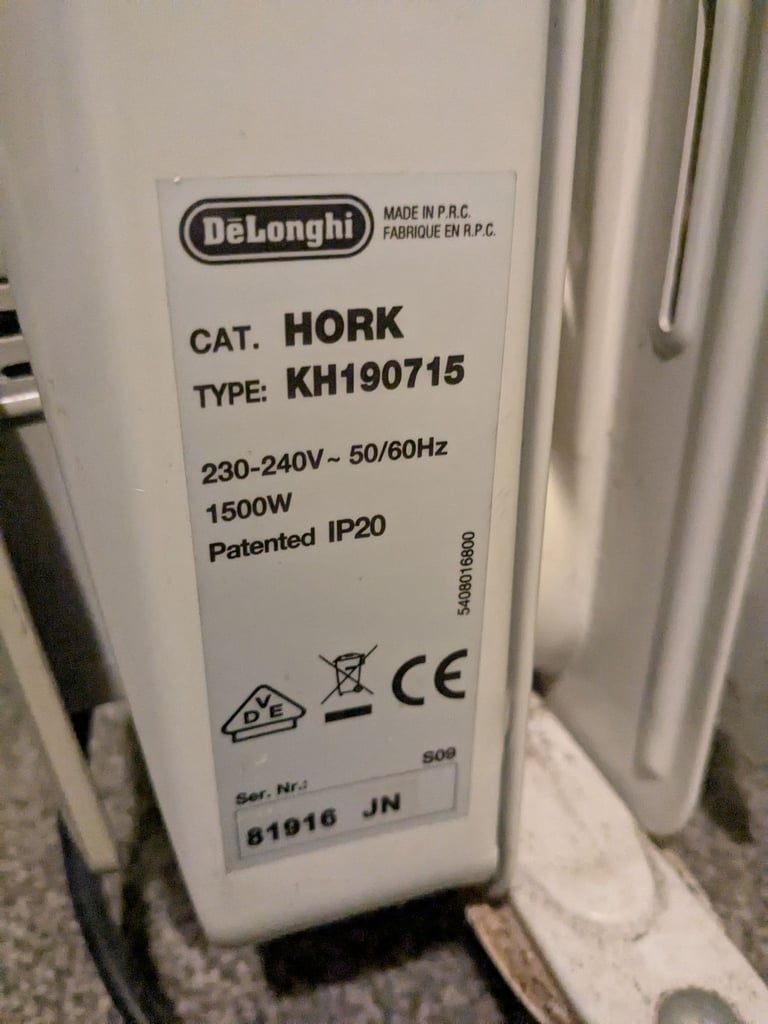 DēLonghi
MADE IN P.R.C.
FABRIQUE EN R.P.C.
CAT. HORK
TYPE: KH190715
230-240V~ 50/60Hz
1500W
Patented IP20
5408016800
DVE
CE
S09
Ser. Nr.:
81916 JN